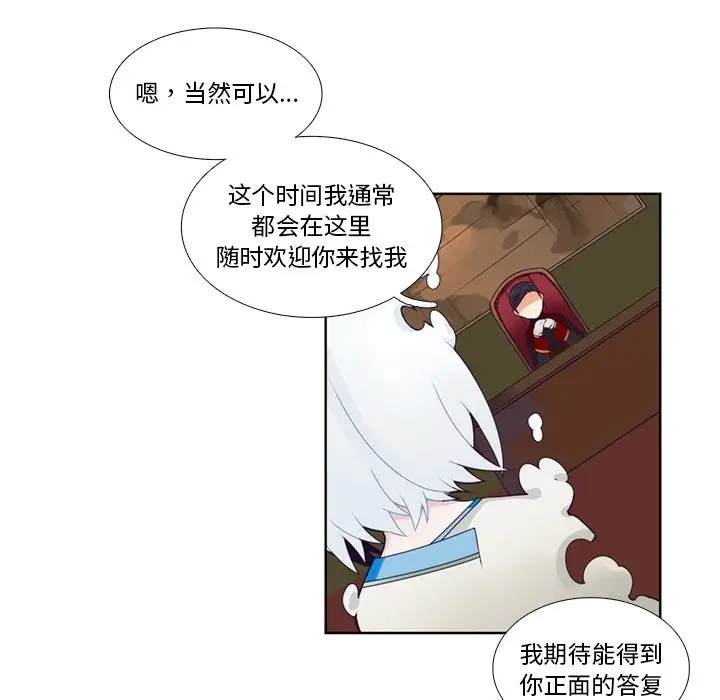 嗯，当然可以...
这个时间我通常
都会在这里
随时欢迎你来找我
我期待能得到
你正面的答复